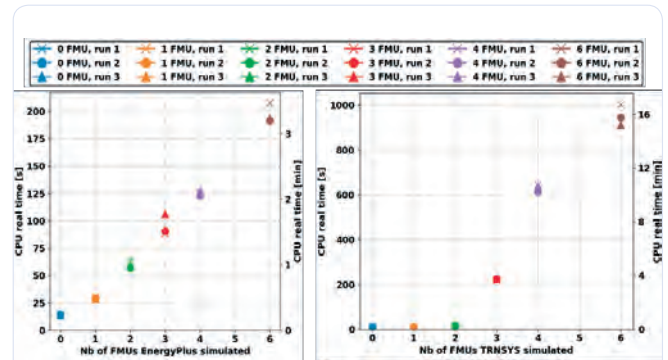 0 FMU, run 1 1 FMU, run 1 2 FMU, run 1 3 FMU, run 1 4 FMU, run 1 6 FMU, run 1
0 FMU, run 2 1 FMU, run 2 2 FMU, run 2 3 FMU, run 2 4 FMU, run 2 6 FMU, run 2
0 FMU, run 3 1 FMU, run 3 2 FMU, run 3 3 FMU, run 3 4 FMU, run 3 6 FMU, run 3
CPU real time [s]
200
175
150
125
100
75
50
25
0
0 1 2 3 4 5 6
Nb of FMUs EnergyPlus simulated
3
2
1
0
CPU real time [min]
CPU real time [s]
1000
800
600
400
200
0
0 1 2 3 4 5 6
Nb of FMUs TRNSYS simulated
16
12
8
4
0
CPU real time [min]